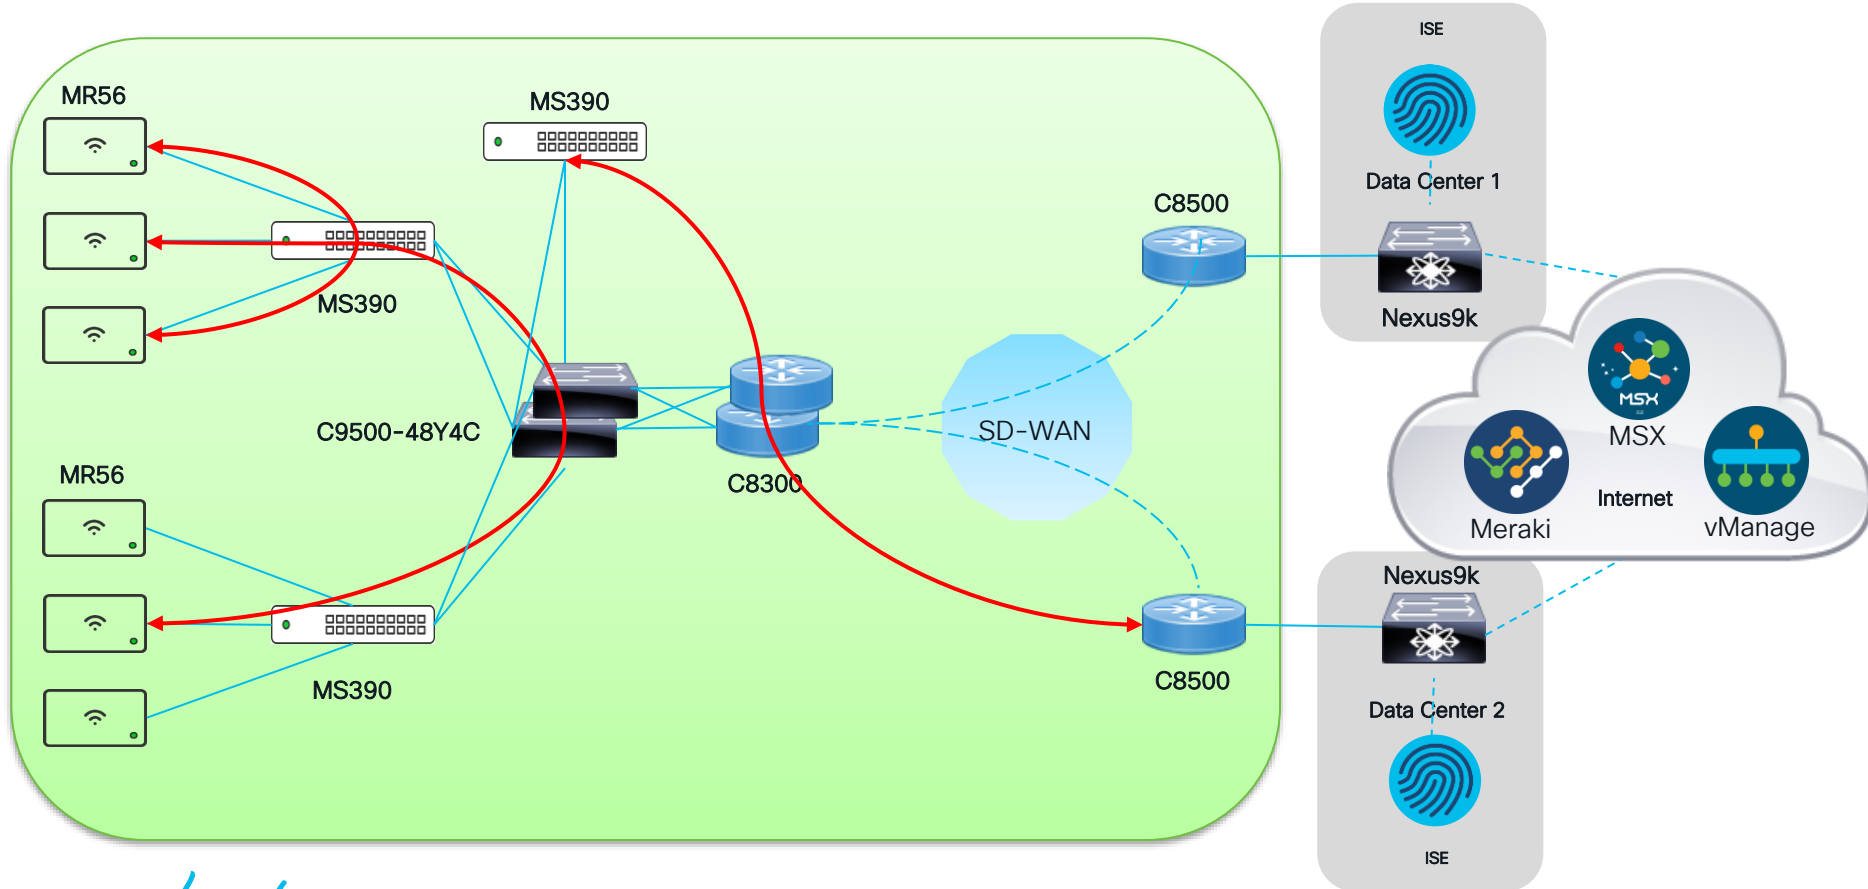 ISE
MR56
MS390
Data Center 1
C8500
MS390
Nexus9k
C9500-48Y4C
SD-WAN
MSX
MSX
MR56
C8300
Internet
Meraki
vManage
Nexus9k
MS390
C8500
Data Center 2
ISE